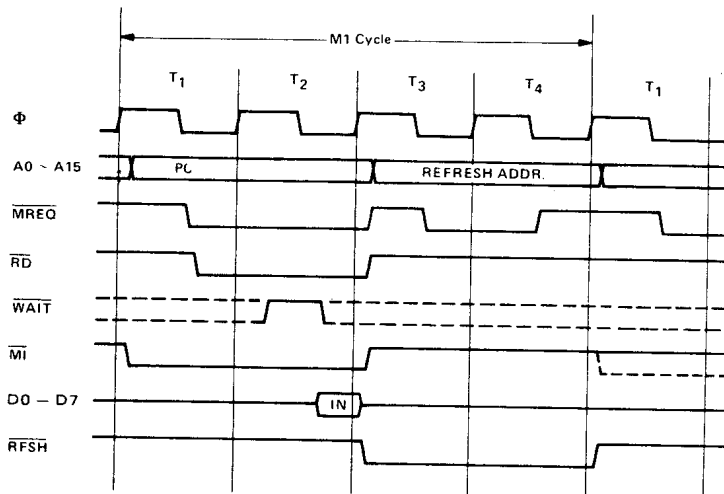 M1 Cycle
T1 T2 T3 T4 T1
Φ
A0 ~ A15 PC REFRESH ADDR.
MREQ
RD
WAIT
MI
D0 — D7 IN
RFSH